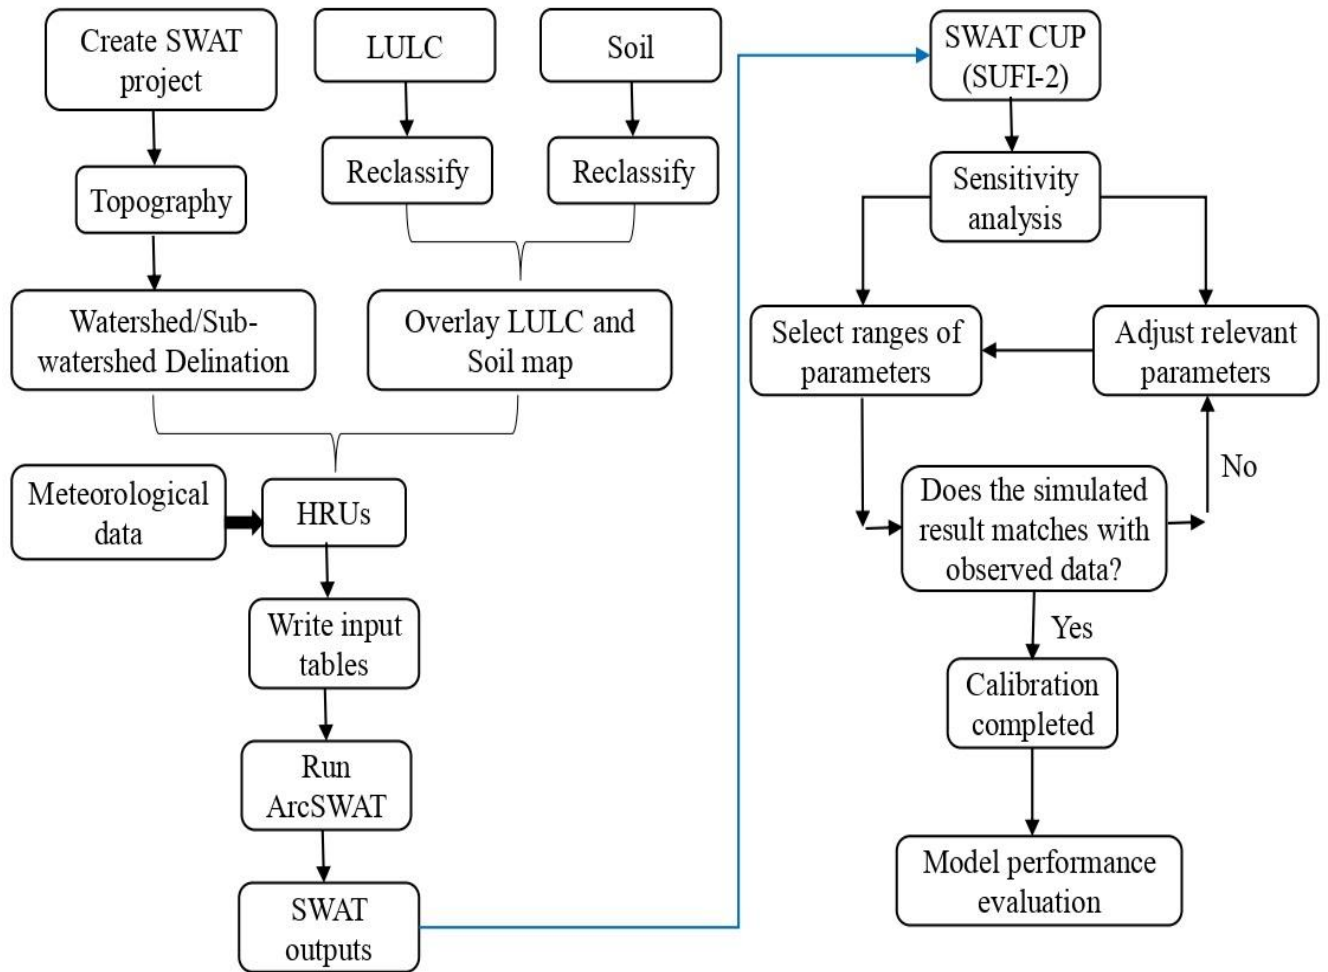 Create SWAT
project
LULC
Soil
Topography
Reclassify
Reclassify
Watershed/Sub-
watershed Delination
Overlay LULC and
Soil map
Meteorological
data
HRUs
Write input
tables
Run
ArcSWAT
SWAT
outputs
SWAT CUP
(SUFI-2)
Sensitivity
analysis
Select ranges of
parameters
Adjust relevant
parameters
Does the simulated
result matches with
observed data?
No
Yes
Calibration
completed
Model performance
evaluation